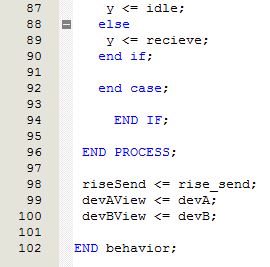 87 y <= idle;
88 else
89 y <= recieve;
90 end if;
91
92 end case;
93
94 END IF;
95
96 END PROCESS;
97
98 riseSend <= rise_send;
99 devAView <= devA;
100 devBView <= devB;
101
102 END behavior;